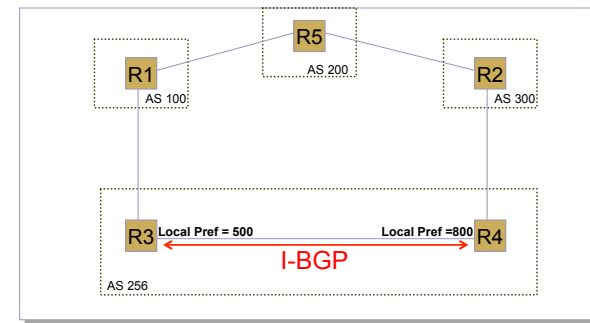 R5
AS 200
R1
AS 100
R2
AS 300
R3
Local Pref = 500
Local Pref =800
R4
I-BGP
AS 256